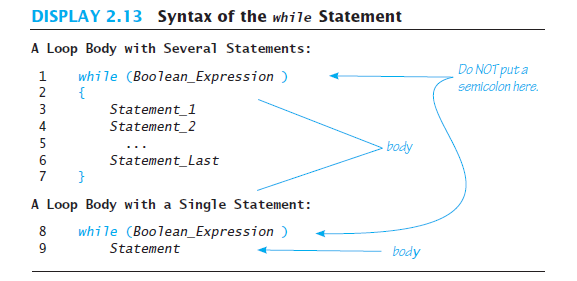 DISPLAY 2.13 Syntax of the while Statement
A Loop Body with Several Statements:
1 while (Boolean_Expression )
Do NOT put a
semicolon here.
2 {
3 Statement_1
4 Statement_2
5 ...
body
6 Statement_Last
7 }
A Loop Body with a Single Statement:
8 while (Boolean_Expression )
9 Statement
body